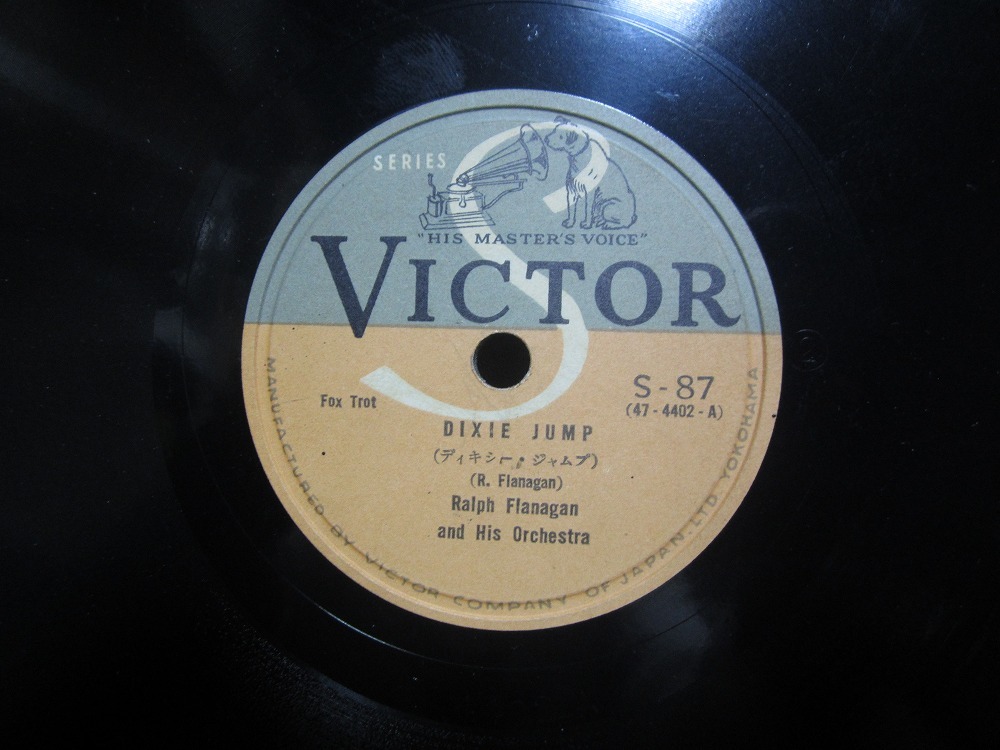 SERIES
S
"HIS MASTER'S VOICE"
VICTOR
S-87
(47-4402-A)
Fox Trot
DIXIE JUMP
(ディキシー・ジャムプ)
(R. Flanagan)
Ralph Flanagan
and His Orchestra
MANUFACTURED BY VICTOR COMPANY OF JAPAN. LTD. YOKOHAMA
2